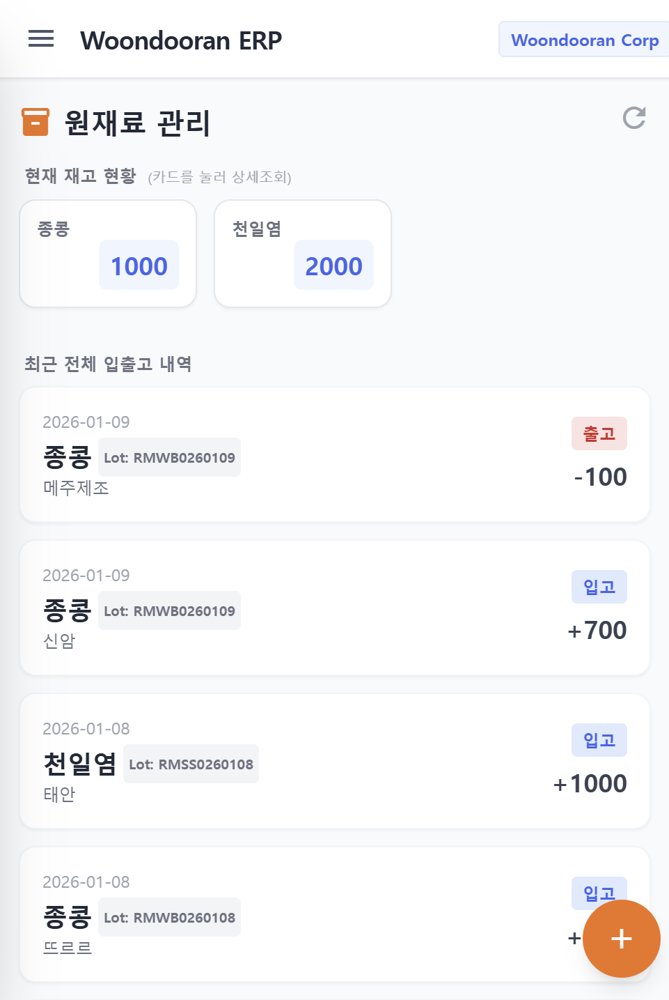 Woondooran ERP
Woondooran Corp
원재료 관리
현재 재고 현황 (카드를 눌러 상세조회)
종콩
1000
천일염
2000
최근 전체 입출고 내역
2026-01-09
종콩 Lot: RMWB0260109
메주제조
출고
-100
2026-01-09
종콩 Lot: RMWB0260109
신암
입고
+700
2026-01-08
천일염 Lot: RMSS0260108
태안
입고
+1000
2026-01-08
종콩 Lot: RMWB0260108
뜨르르
입고
+
+